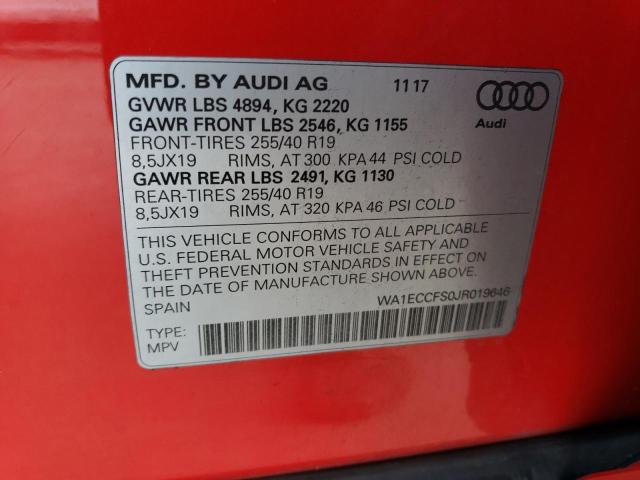 MFD. BY AUDI AG 11 17
GVWR LBS 4894, KG 2220
GAWR FRONT LBS 2546, KG 1155
FRONT-TIRES 255/40 R19
8,5JX19 RIMS, AT 300 KPA 44 PSI COLD
GAWR REAR LBS 2491, KG 1130
REAR-TIRES 255/40 R19
8,5JX19 RIMS, AT 320 KPA 46 PSI COLD
Audi
THIS VEHICLE CONFORMS TO ALL APPLICABLE
U.S. FEDERAL MOTOR VEHICLE SAFETY AND
THEFT PREVENTION STANDARDS IN EFFECT ON
THE DATE OF MANUFACTURE SHOWN ABOVE.
SPAIN WA1ECCFS0JR019646
TYPE:
MPV